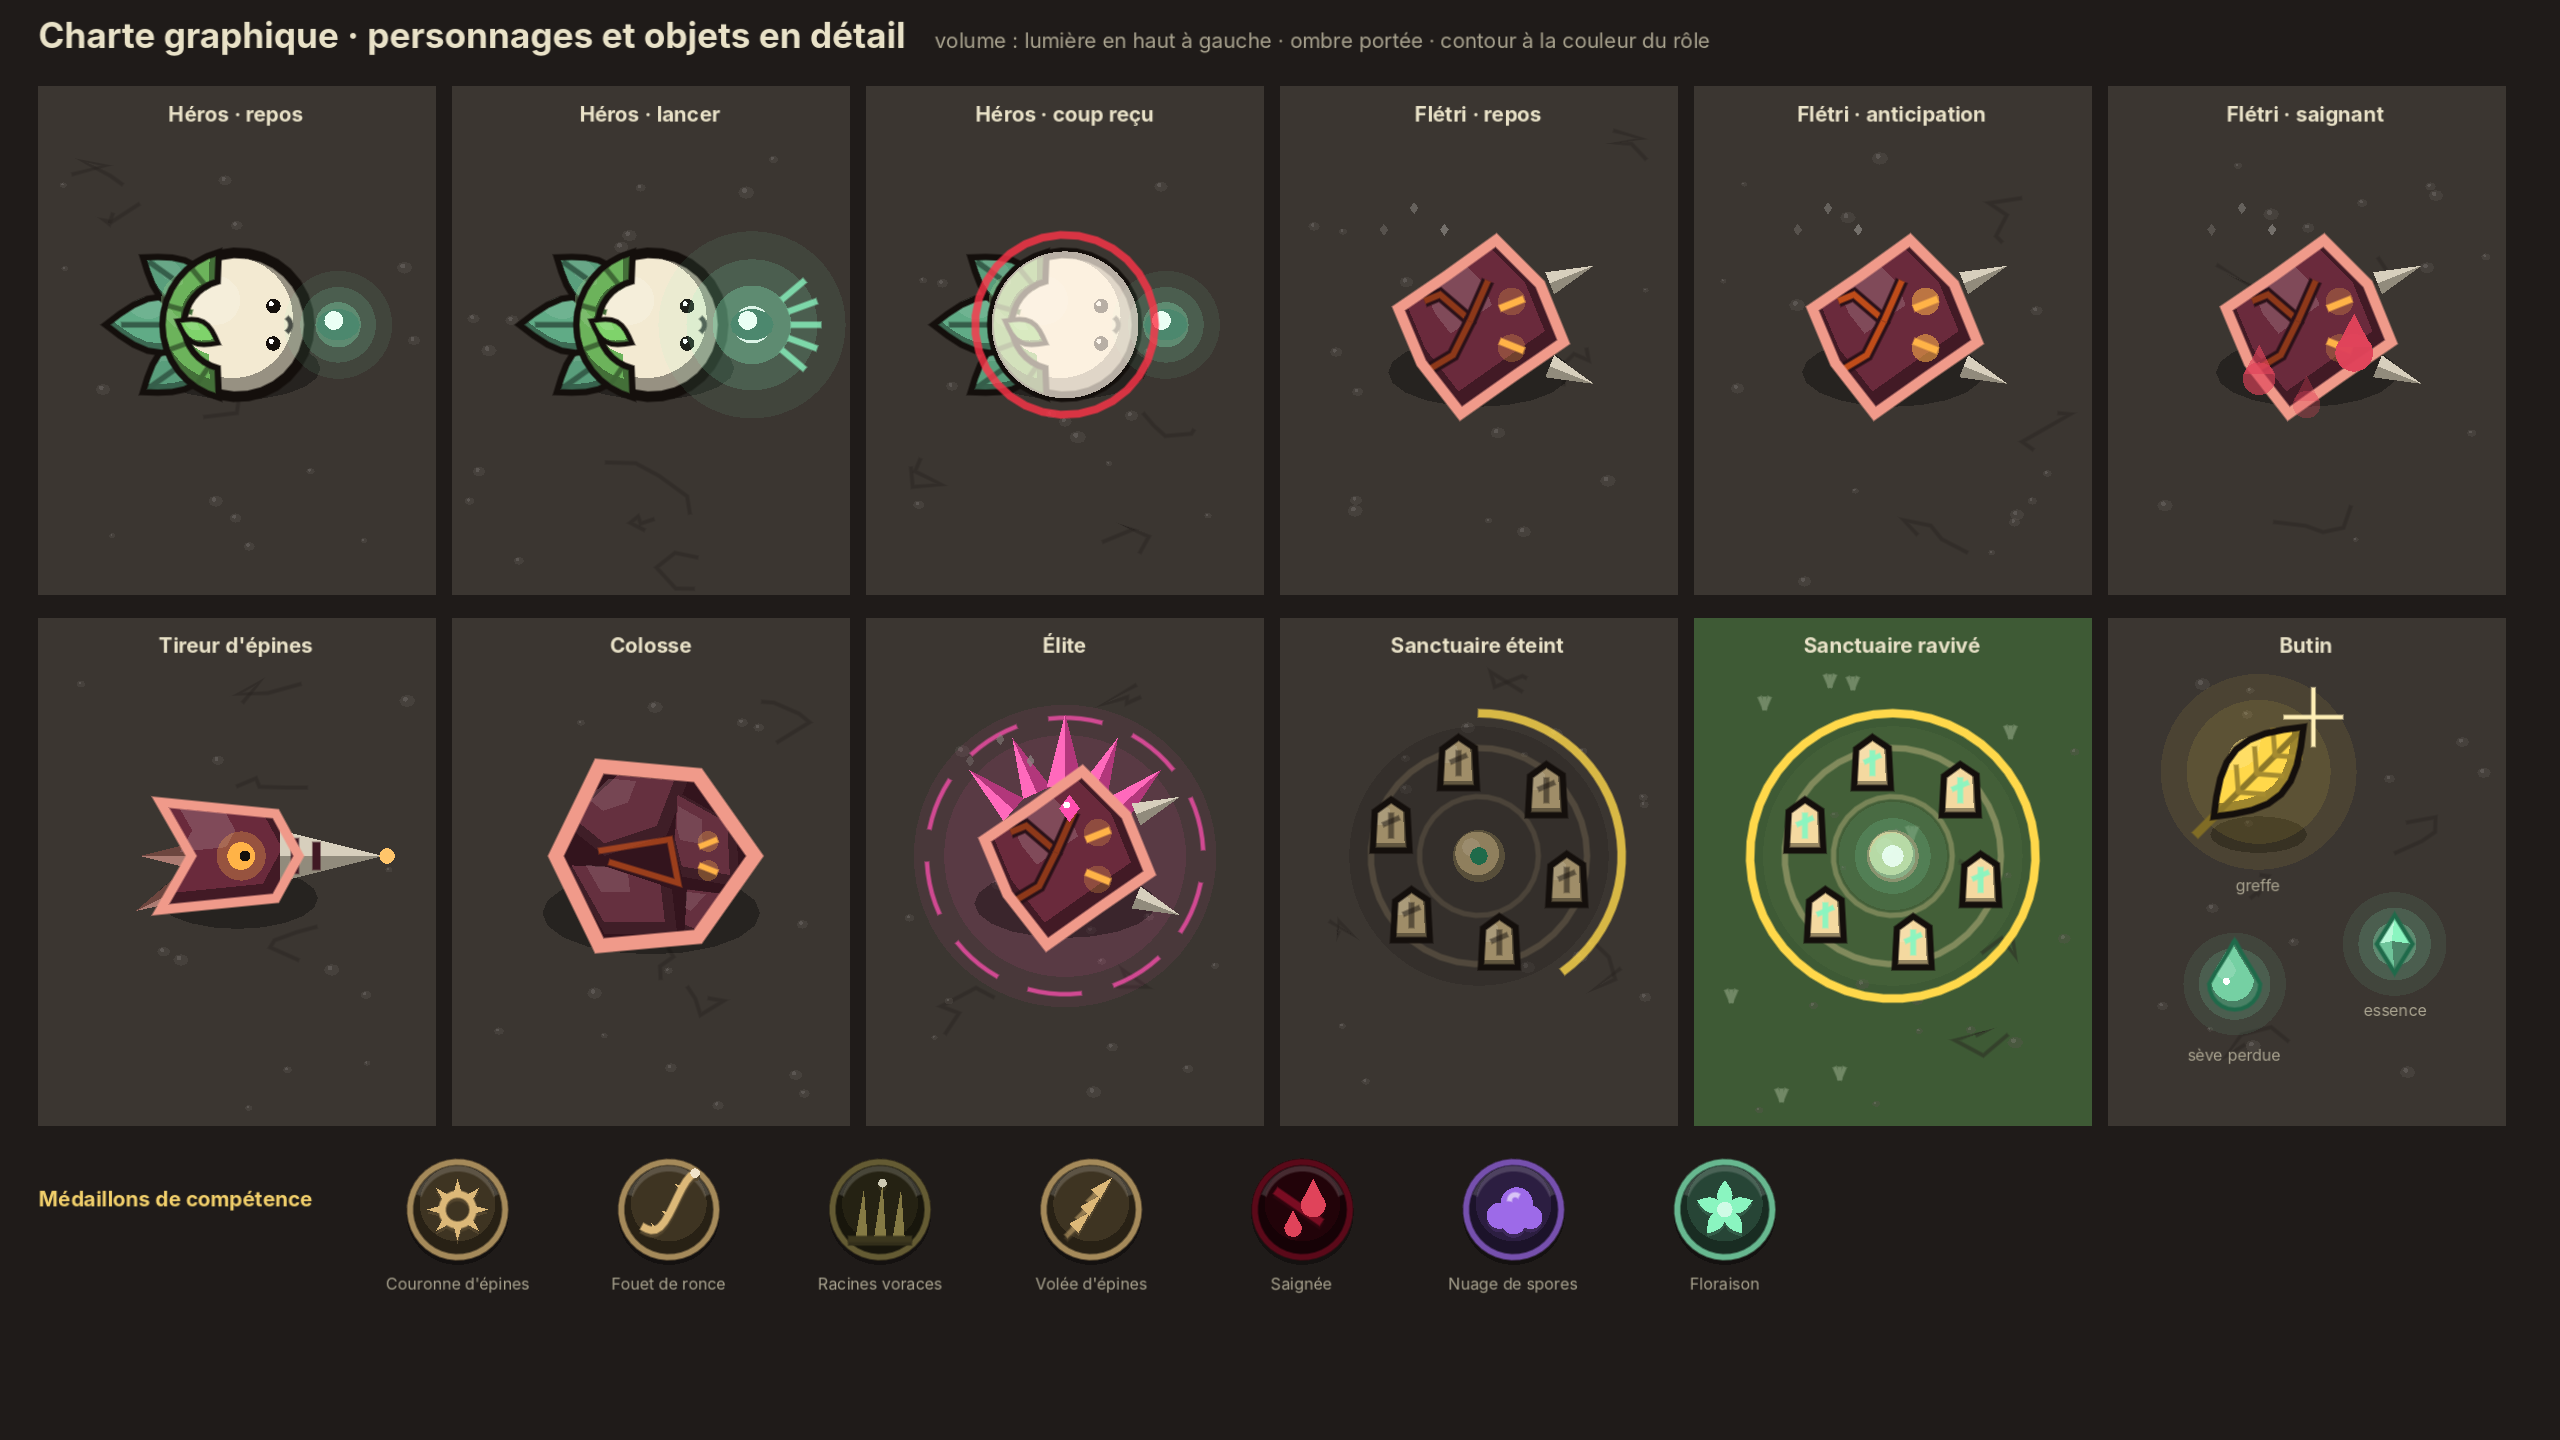 Charte graphique · personnages et objets en détail
volume : lumière en haut à gauche · ombre portée · contour à la couleur du rôle
Héros · repos
Héros · lancer
Héros · coup reçu
Flétri · repos
Flétri · anticipation
Flétri · saignant
Tireur d'épines
Colosse
Élite
Sanctuaire éteint
Sanctuaire ravivé
Butin
greffe
essence
sève perdue
Médaillons de compétence
Couronne d'épines
Fouet de ronce
Racines voraces
Volée d'épines
Saignée
Nuage de spores
Floraison